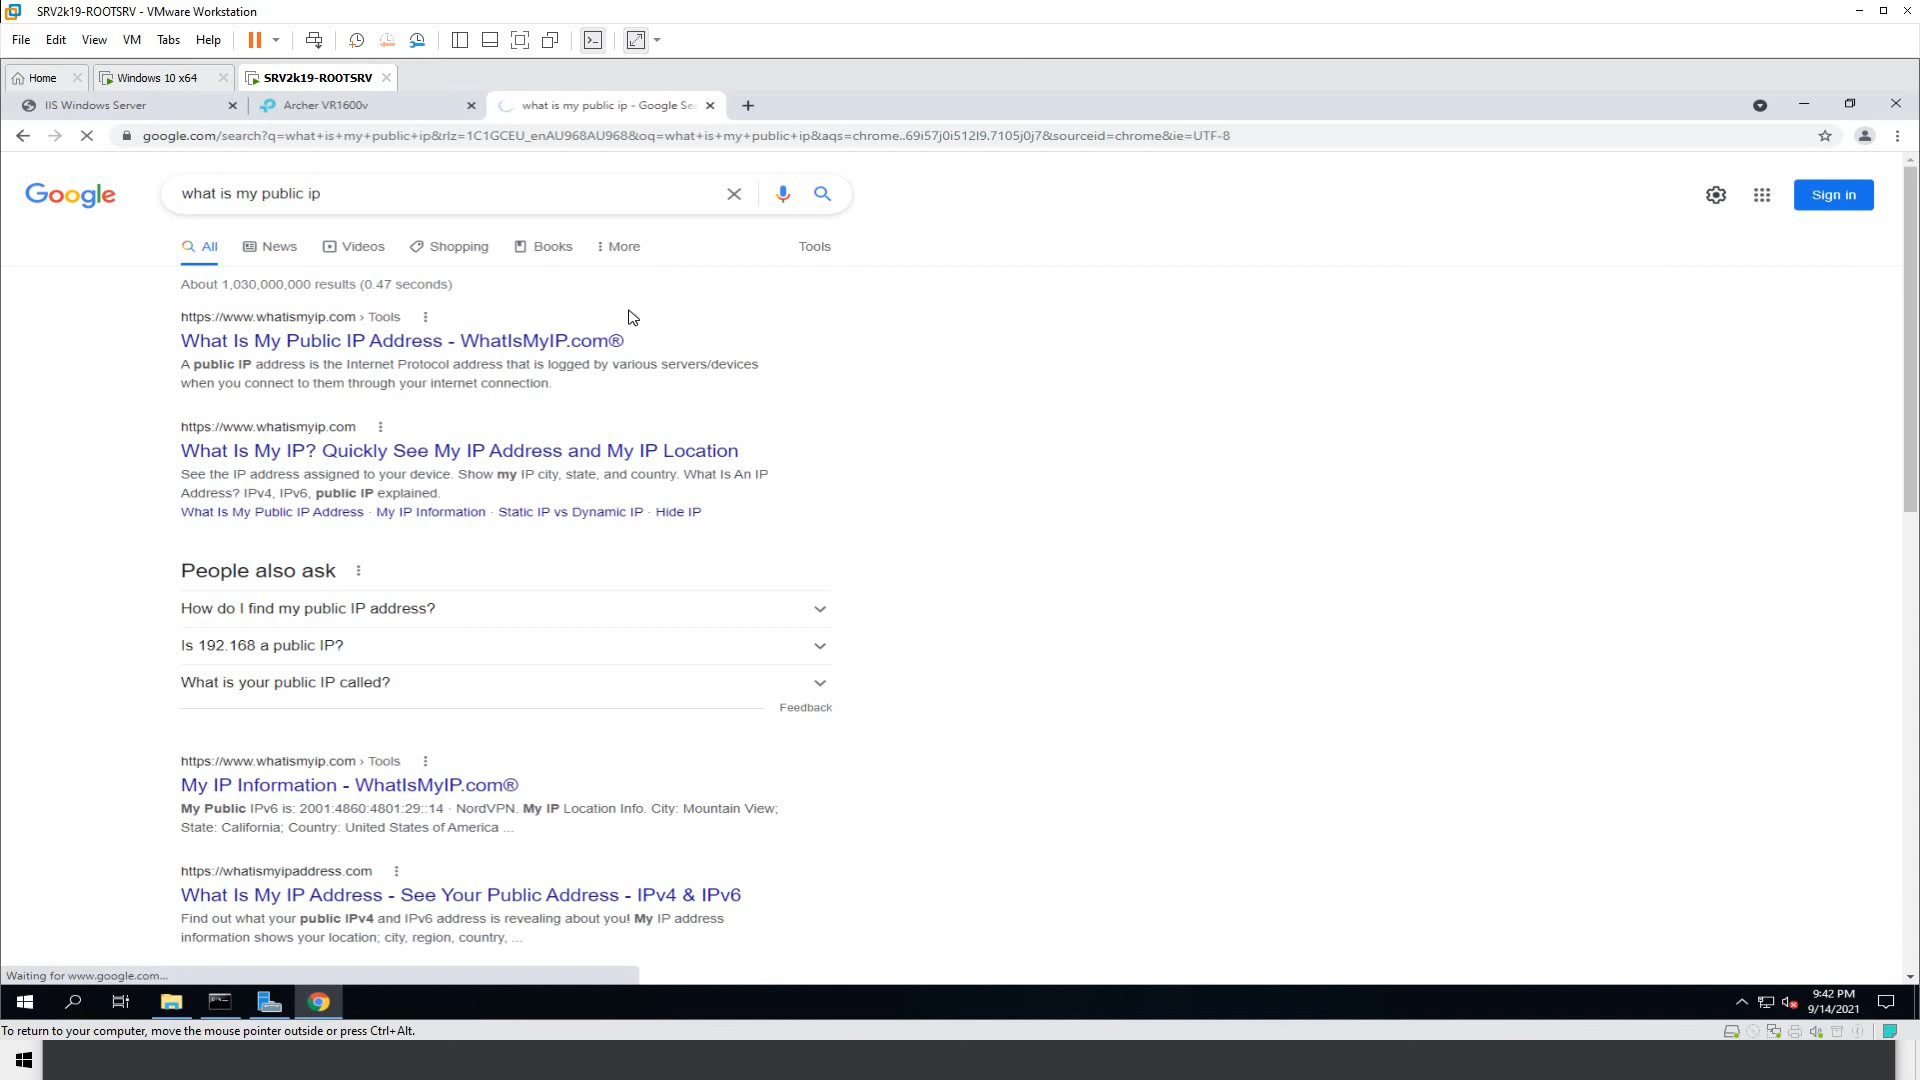 SRV2k19-ROOTSRV - VMware Workstation
File Edit View VM Tabs Help
Home Windows 10 x64 SRV2k19-ROOTSRV
IIS Windows Server Archer VR1600v what is my public ip - Google Se
google.com/search?q=what+is+my+public+ip&rlz=1C1GCEU_enAU968AU968&oq=what+is+my+public+ip&aqs=chrome..69i57j0i512l9.7105j0j7&sourceid=chrome&ie=UTF-8
Google what is my public ip Sign in
All News Videos Shopping Books More Tools
About 1,030,000,000 results (0.47 seconds)
https://www.whatismyip.com › Tools
What Is My Public IP Address - WhatIsMyIP.com®
A public IP address is the Internet Protocol address that is logged by various servers/devices
when you connect to them through your internet connection.
https://www.whatismyip.com
What Is My IP? Quickly See My IP Address and My IP Location
See the IP address assigned to your device. Show my IP city, state, and country. What Is An IP
Address? IPv4, IPv6, public IP explained.
What Is My Public IP Address · My IP Information · Static IP vs Dynamic IP · Hide IP
People also ask
How do I find my public IP address?
Is 192.168 a public IP?
What is your public IP called?
Feedback
https://www.whatismyip.com › Tools
My IP Information - WhatIsMyIP.com®
My Public IPv6 is: 2001:4860:4801:29::14 · NordVPN. My IP Location Info. City: Mountain View;
State: California; Country: United States of America ...
https://whatismyipaddress.com
What Is My IP Address - See Your Public Address - IPv4 & IPv6
Find out what your public IPv4 and IPv6 address is revealing about you! My IP address
information shows your location; city, region, country, ...
Waiting for www.google.com...
9:42 PM
9/14/2021
To return to your computer, move the mouse pointer outside or press Ctrl+Alt.